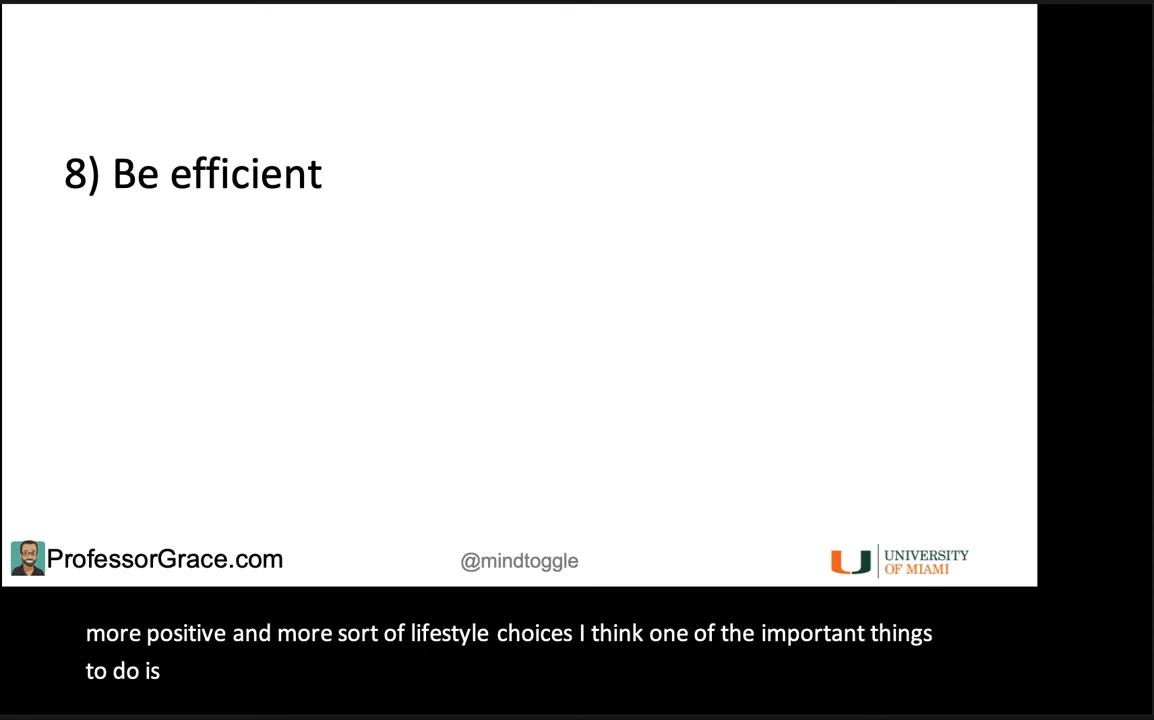 8) Be efficient
ProfessorGrace.com
@mindtoggle
UNIVERSITY
OF MIAMI
more positive and more sort of lifestyle choices I think one of the important things
to do is